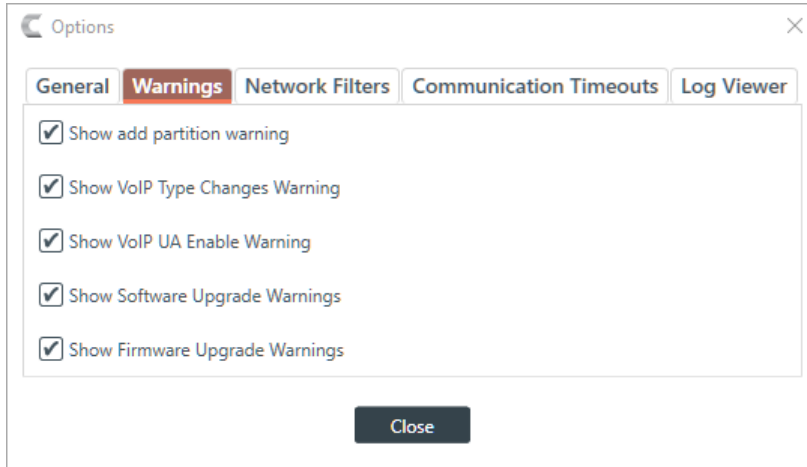 Options
General Warnings Network Filters Communication Timeouts Log Viewer
Show add partition warning
Show VoIP Type Changes Warning
Show VoIP UA Enable Warning
Show Software Upgrade Warnings
Show Firmware Upgrade Warnings
Close